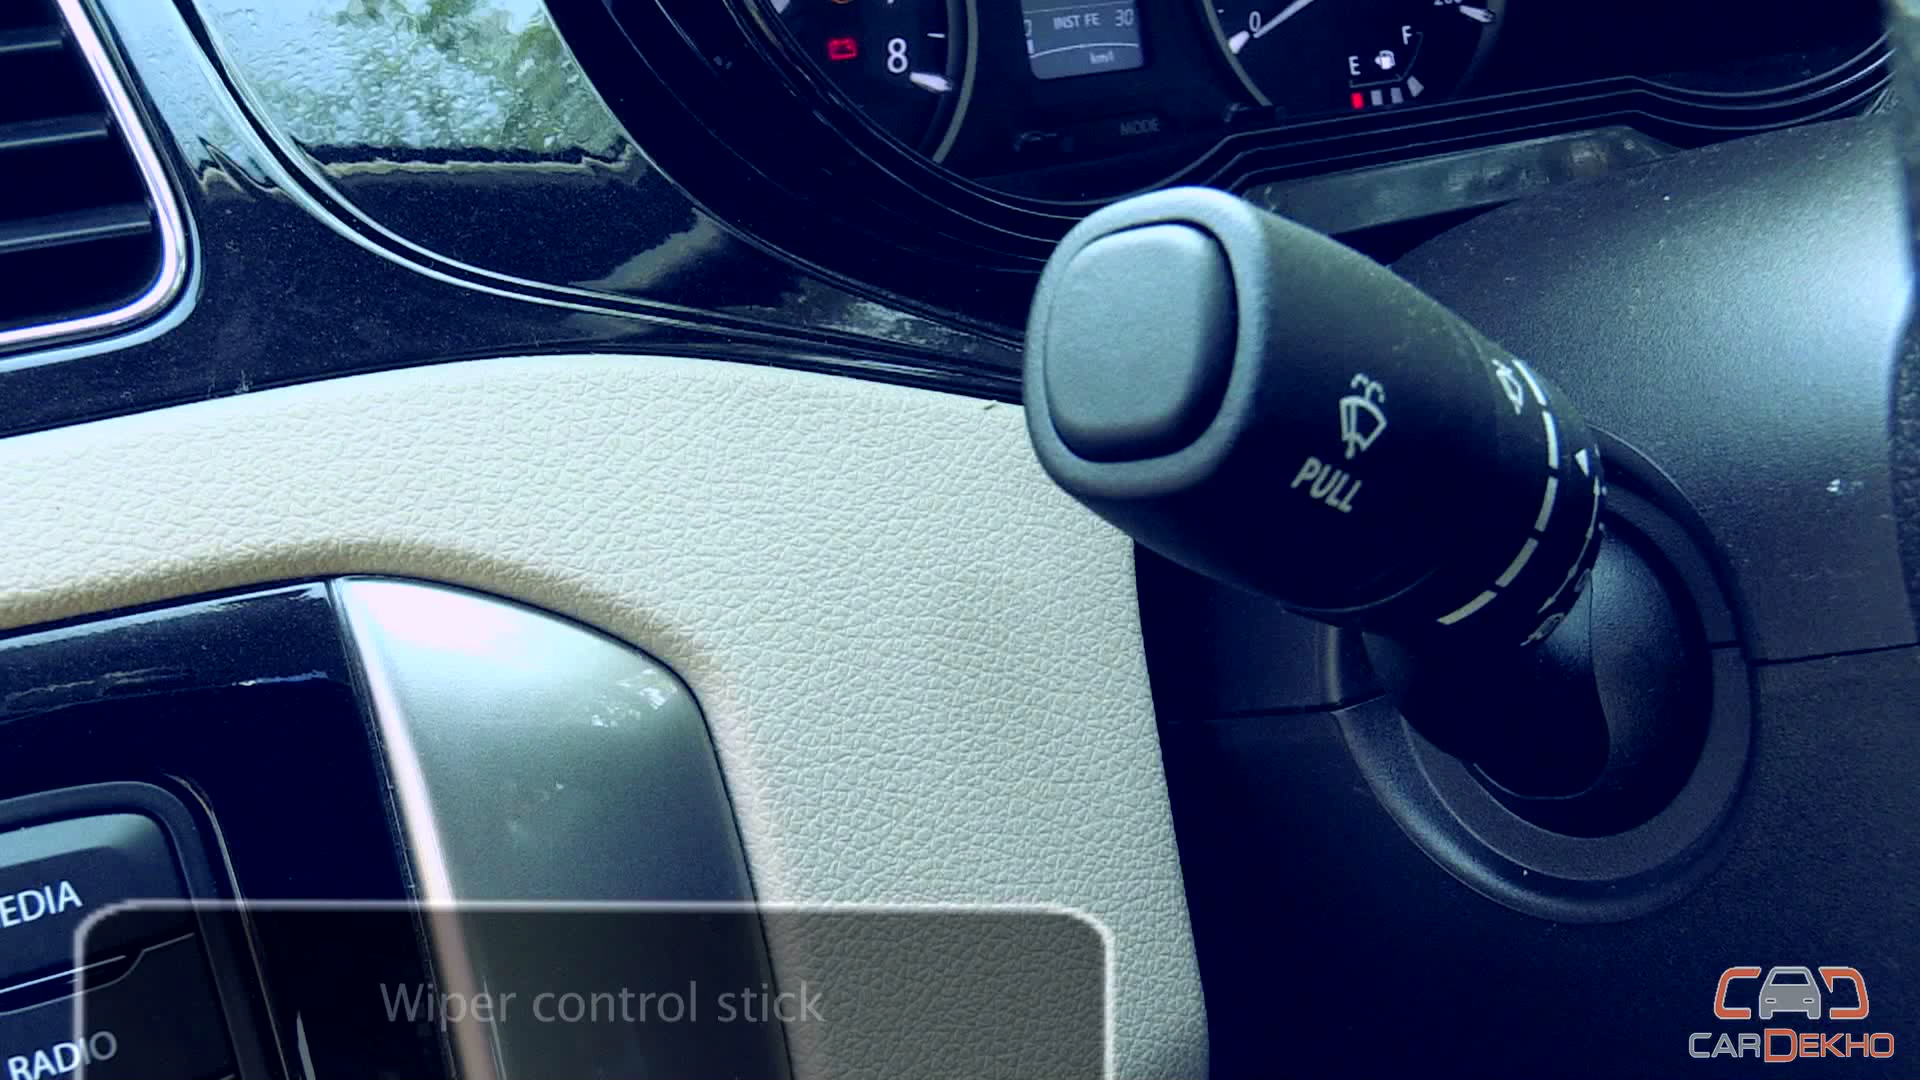 8
INST FE 30
km/l
0
E
F
MODE
PULL
EDIA
RADIO
Wiper control stick
CARDEKHO